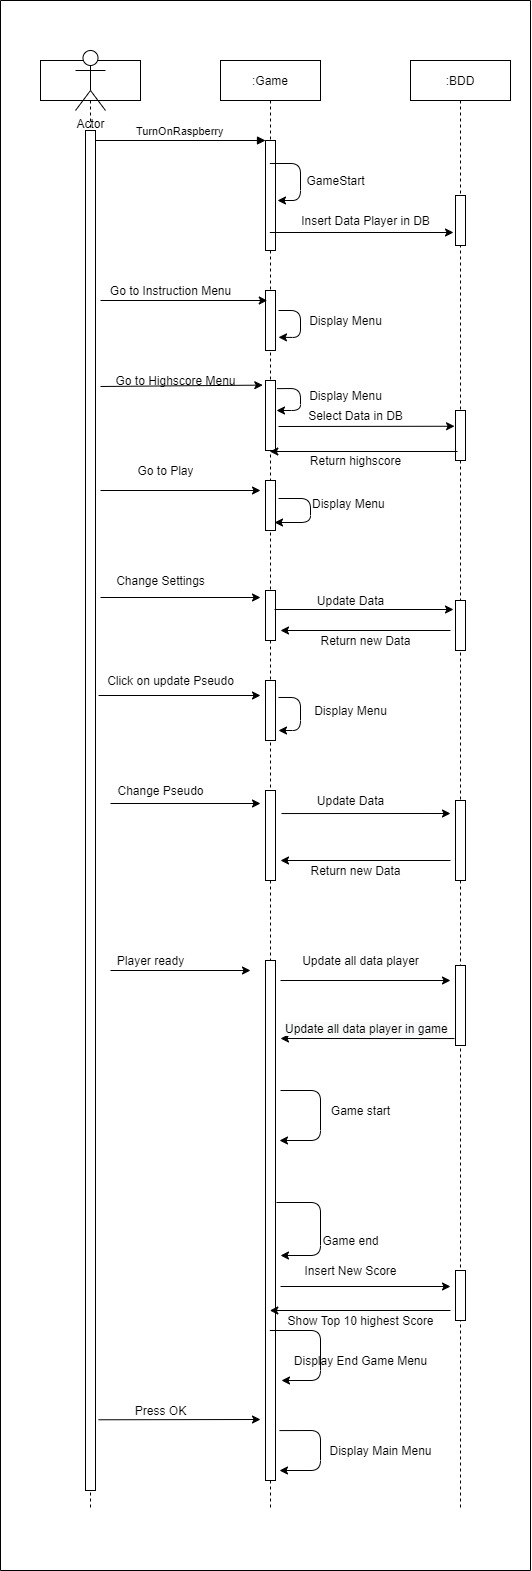 :Game
:BDD
Actor
TurnOnRaspberry
GameStart
Insert Data Player in DB
Go to Instruction Menu
Display Menu
Go to Highscore Menu
Display Menu
Select Data in DB
Return highscore
Go to Play
Display Menu
Change Settings
Update Data
Return new Data
Click on update Pseudo
Display Menu
Change Pseudo
Update Data
Return new Data
Player ready
Update all data player
Update all data player in game
Game start
Game end
Insert New Score
Show Top 10 highest Score
Display End Game Menu
Press OK
Display Main Menu